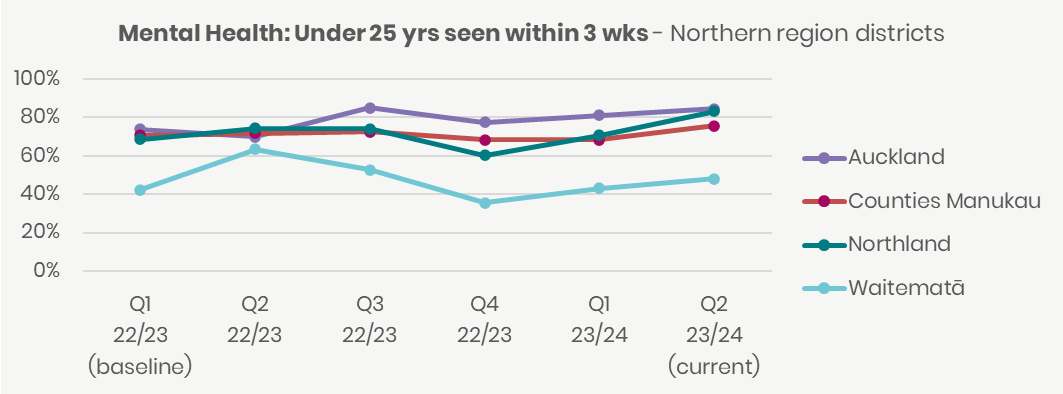 Mental Health: Under 25 yrs seen within 3 wks - Northern region districts
100%
80%
60%
40%
20%
0%
Q1 Q2 Q3 Q4 Q1 Q2
22/23 22/23 22/23 22/23 23/24 23/24
(baseline) (current)
Auckland
Counties Manukau
Northland
Waitematā